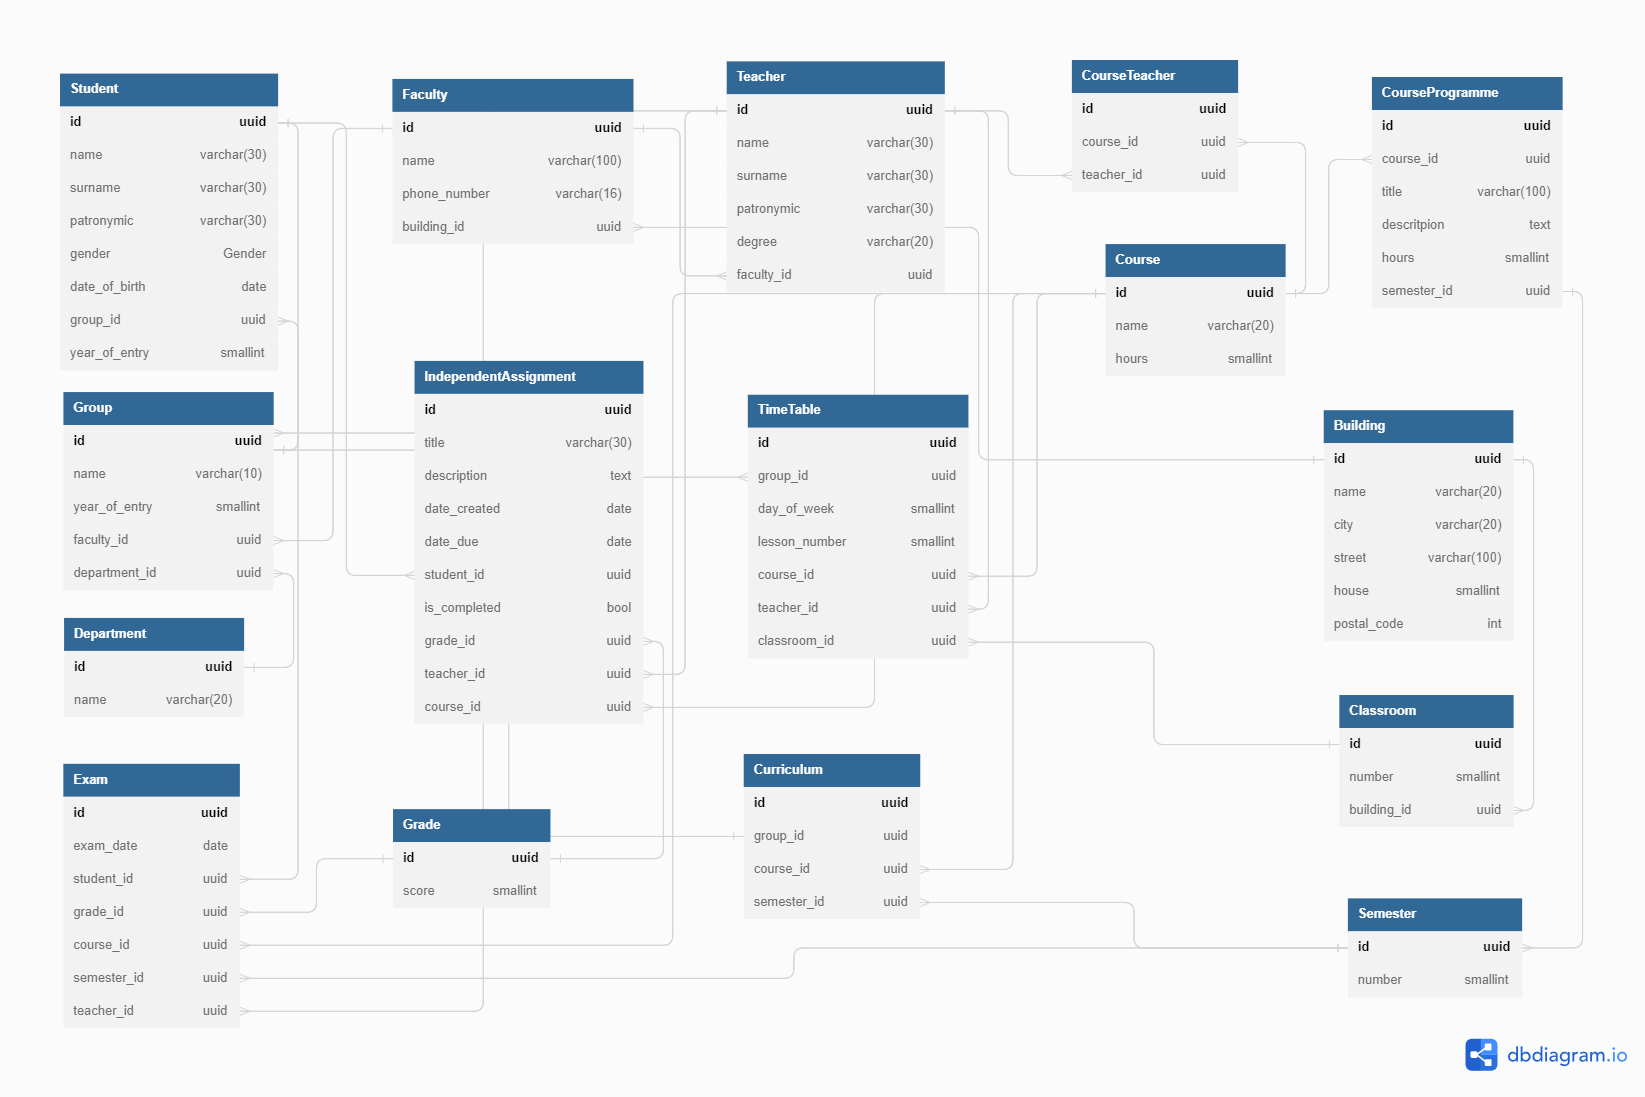 Student
id uuid
name varchar(30)
surname varchar(30)
patronymic varchar(30)
gender Gender
date_of_birth date
group_id uuid
year_of_entry smallint
Faculty
id uuid
name varchar(100)
phone_number varchar(16)
building_id uuid
Teacher
id uuid
name varchar(30)
surname varchar(30)
patronymic varchar(30)
degree varchar(20)
faculty_id uuid
CourseTeacher
id uuid
course_id uuid
teacher_id uuid
CourseProgramme
id uuid
course_id uuid
title varchar(100)
descritpion text
hours smallint
semester_id uuid
Course
id uuid
name varchar(20)
hours smallint
Group
id uuid
name varchar(10)
year_of_entry smallint
faculty_id uuid
department_id uuid
IndependentAssignment
id uuid
title varchar(30)
description text
date_created date
date_due date
student_id uuid
is_completed bool
grade_id uuid
teacher_id uuid
course_id uuid
TimeTable
id uuid
group_id uuid
day_of_week smallint
lesson_number smallint
course_id uuid
teacher_id uuid
classroom_id uuid
Building
id uuid
name varchar(20)
city varchar(20)
street varchar(100)
house smallint
postal_code int
Department
id uuid
name varchar(20)
Classroom
id uuid
number smallint
building_id uuid
Exam
id uuid
exam_date date
student_id uuid
grade_id uuid
course_id uuid
semester_id uuid
teacher_id uuid
Grade
id uuid
score smallint
Curriculum
id uuid
group_id uuid
course_id uuid
semester_id uuid
Semester
id uuid
number smallint
dbdiagram.io